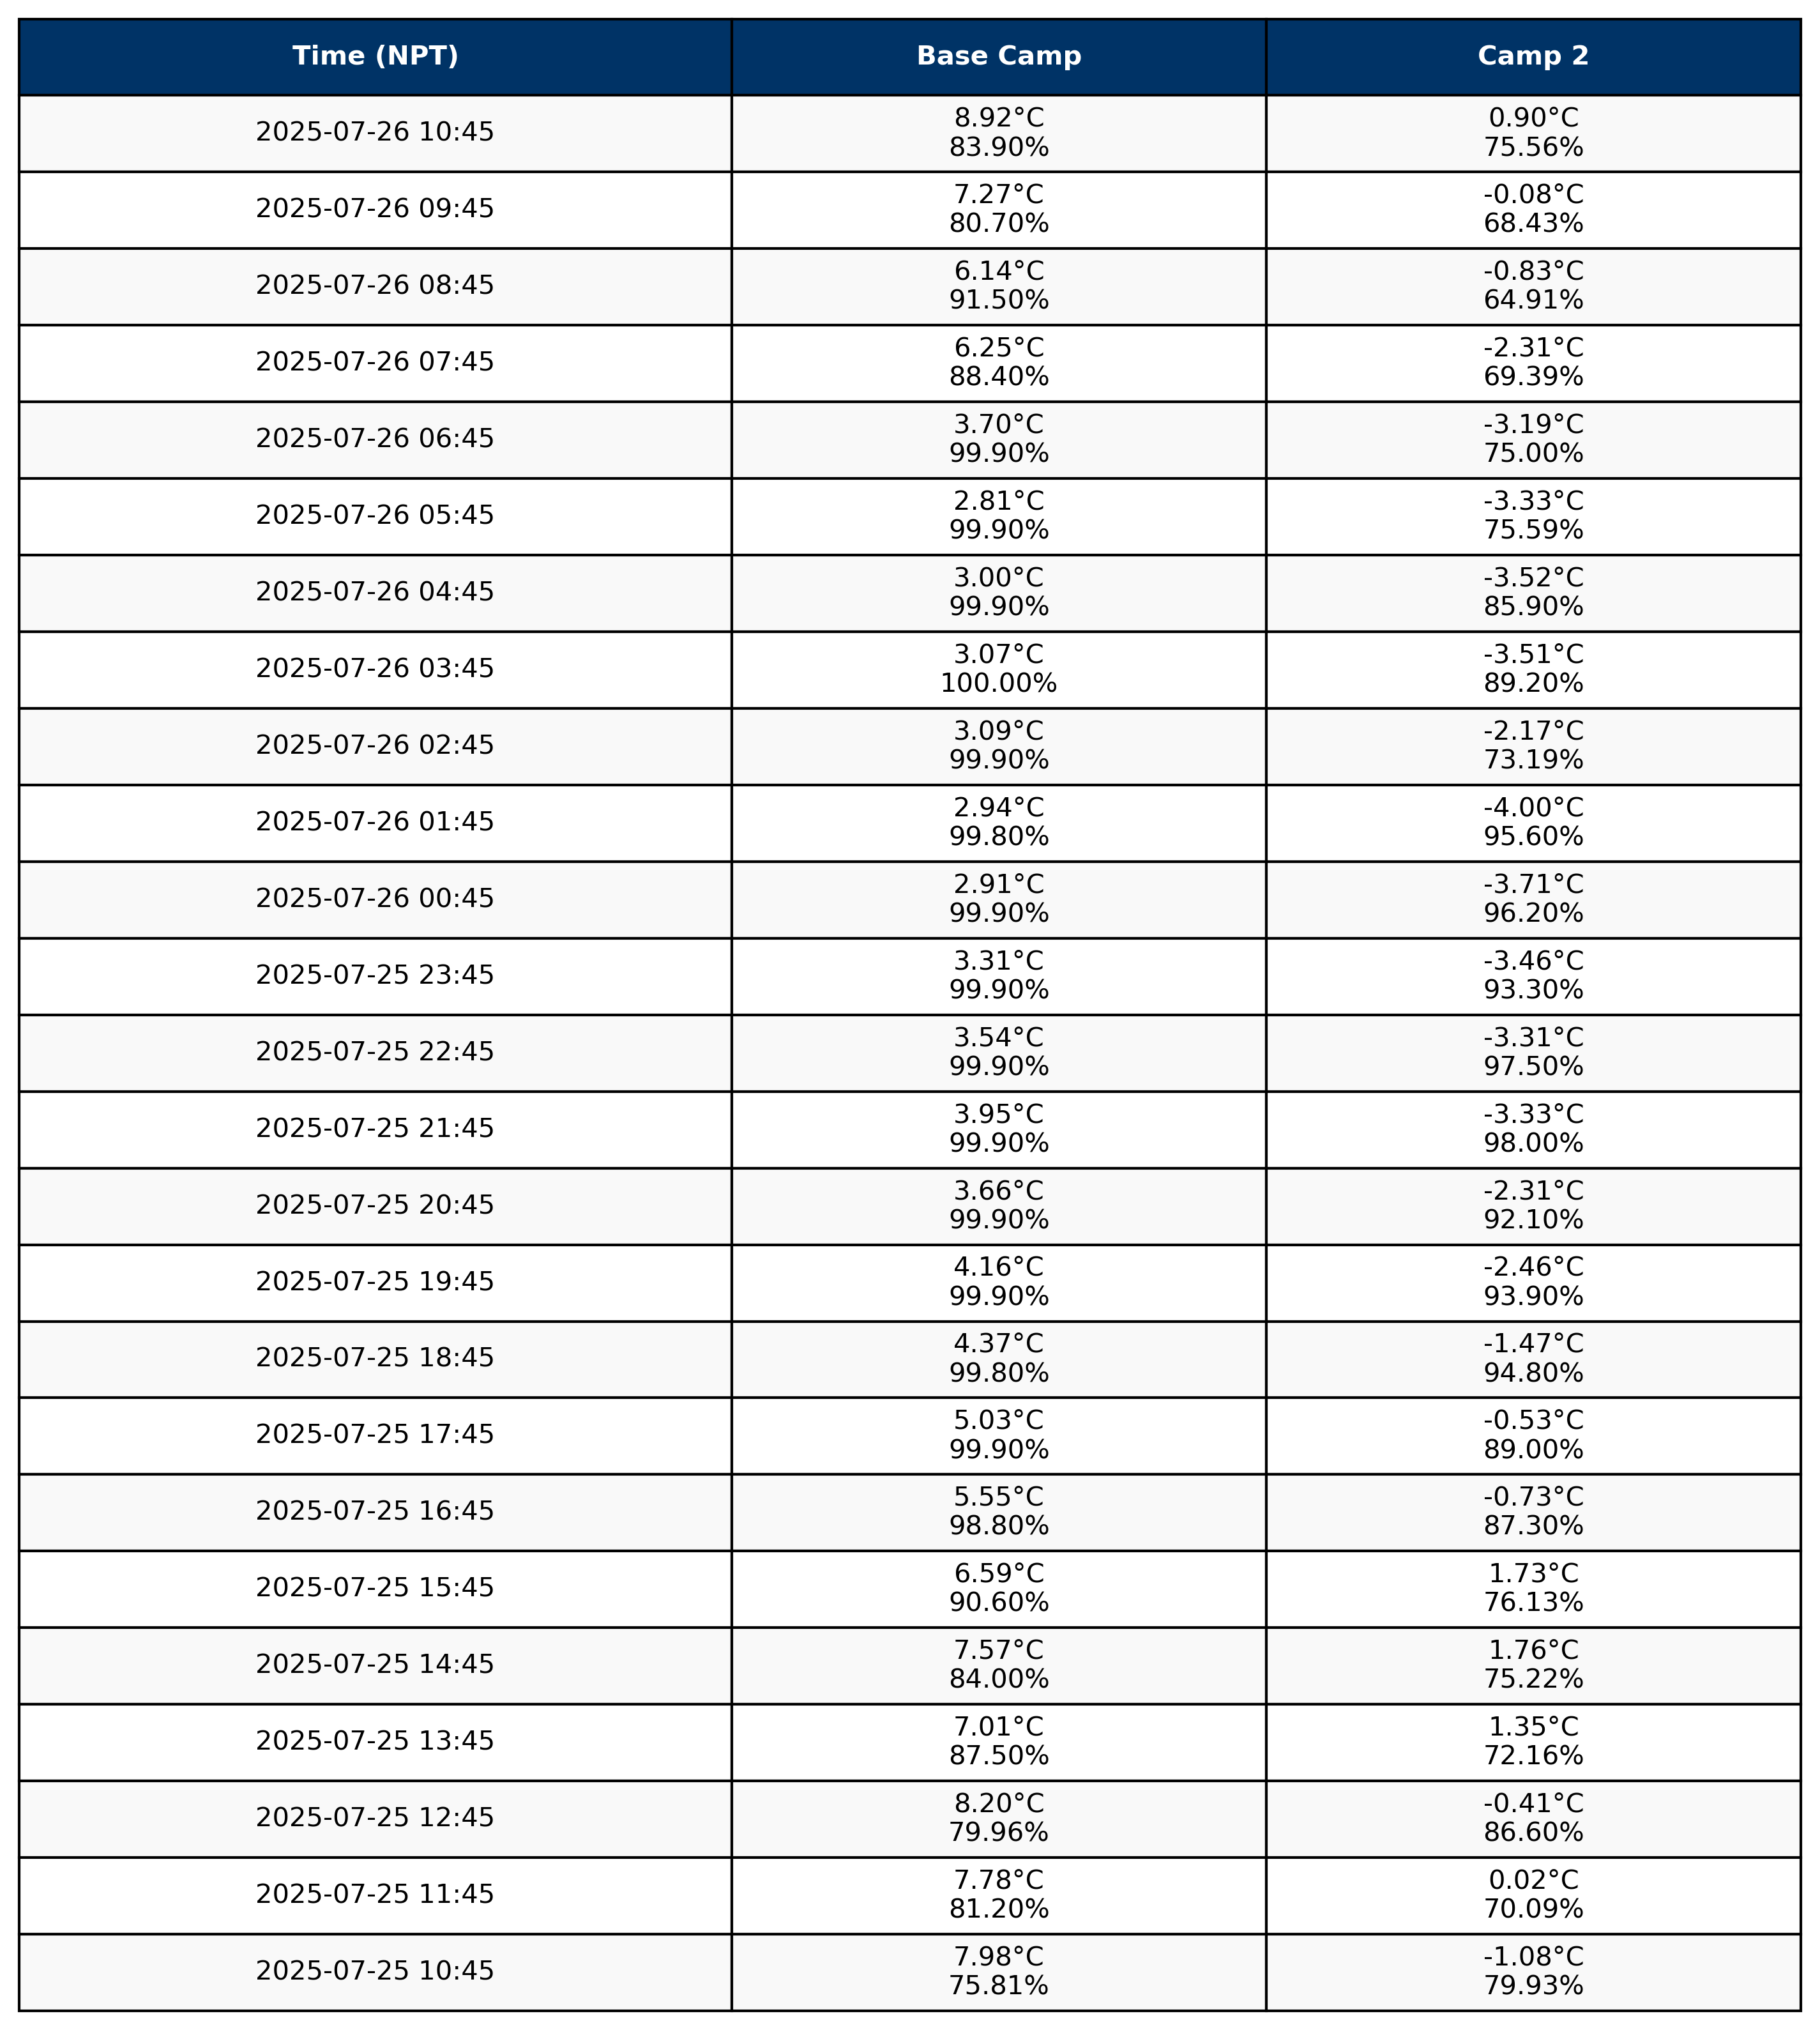 Time (NPT) Base Camp Camp 2
2025-07-26 10:45 8.92°C 0.90°C
83.90% 75.56%
2025-07-26 09:45 7.27°C -0.08°C
80.70% 68.43%
2025-07-26 08:45 6.14°C -0.83°C
91.50% 64.91%
2025-07-26 07:45 6.25°C -2.31°C
88.40% 69.39%
2025-07-26 06:45 3.70°C -3.19°C
99.90% 75.00%
2025-07-26 05:45 2.81°C -3.33°C
99.90% 75.59%
2025-07-26 04:45 3.00°C -3.52°C
99.90% 85.90%
2025-07-26 03:45 3.07°C -3.51°C
100.00% 89.20%
2025-07-26 02:45 3.09°C -2.17°C
99.90% 73.19%
2025-07-26 01:45 2.94°C -4.00°C
99.80% 95.60%
2025-07-26 00:45 2.91°C -3.71°C
99.90% 96.20%
2025-07-25 23:45 3.31°C -3.46°C
99.90% 93.30%
2025-07-25 22:45 3.54°C -3.31°C
99.90% 97.50%
2025-07-25 21:45 3.95°C -3.33°C
99.90% 98.00%
2025-07-25 20:45 3.66°C -2.31°C
99.90% 92.10%
2025-07-25 19:45 4.16°C -2.46°C
99.90% 93.90%
2025-07-25 18:45 4.37°C -1.47°C
99.80% 94.80%
2025-07-25 17:45 5.03°C -0.53°C
99.90% 89.00%
2025-07-25 16:45 5.55°C -0.73°C
98.80% 87.30%
2025-07-25 15:45 6.59°C 1.73°C
90.60% 76.13%
2025-07-25 14:45 7.57°C 1.76°C
84.00% 75.22%
2025-07-25 13:45 7.01°C 1.35°C
87.50% 72.16%
2025-07-25 12:45 8.20°C -0.41°C
79.96% 86.60%
2025-07-25 11:45 7.78°C 0.02°C
81.20% 70.09%
2025-07-25 10:45 7.98°C -1.08°C
75.81% 79.93%